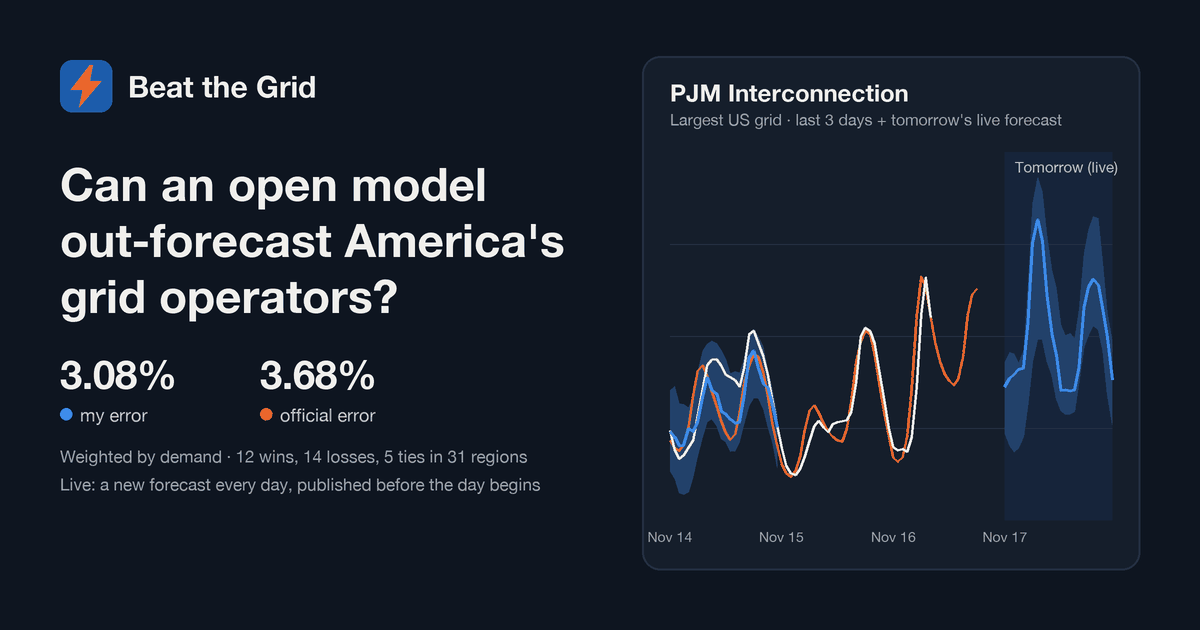 Beat the Grid
Can an open model
out-forecast America's
grid operators?
3.08% 3.68%
my error official error
Weighted by demand · 12 wins, 14 losses, 5 ties in 31 regions
Live: a new forecast every day, published before the day begins
PJM Interconnection
Largest US grid · last 3 days + tomorrow's live forecast
Tomorrow (live)
Nov 14 Nov 15 Nov 16 Nov 17